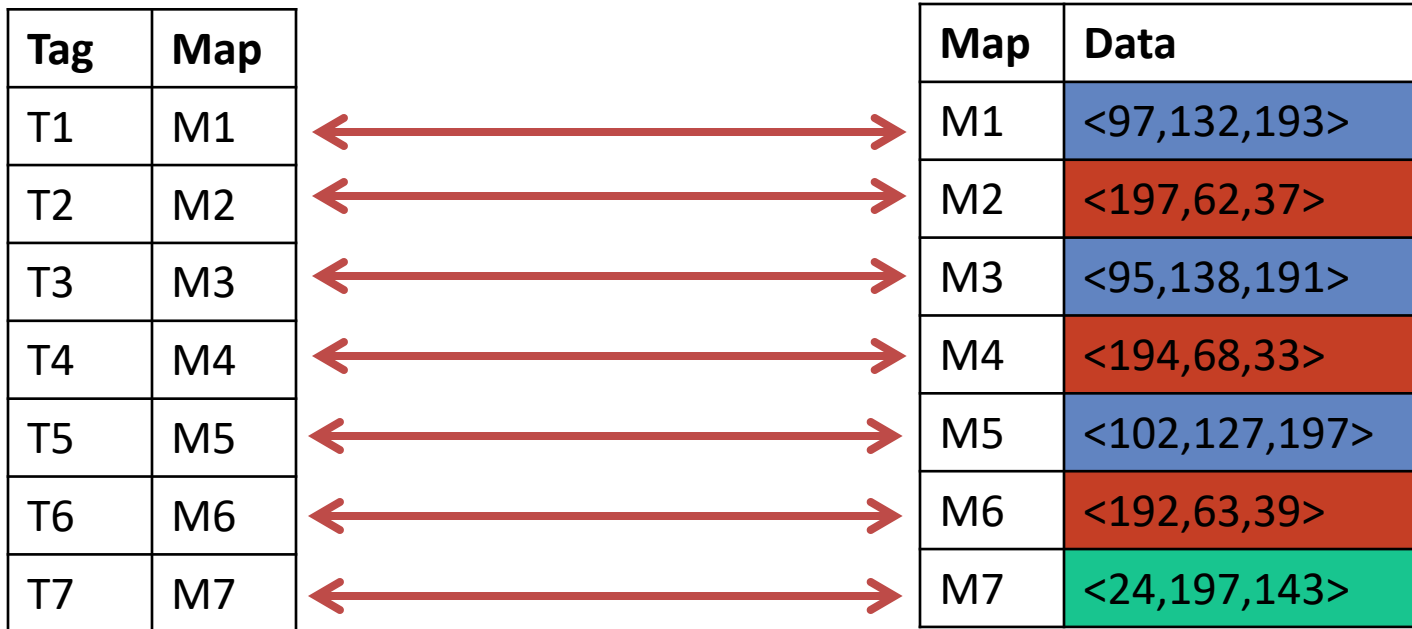 Tag Map
T1 M1
T2 M2
T3 M3
T4 M4
T5 M5
T6 M6
T7 M7
Map Data
M1 <97,132,193>
M2 <197,62,37>
M3 <95,138,191>
M4 <194,68,33>
M5 <102,127,197>
M6 <192,63,39>
M7 <24,197,143>